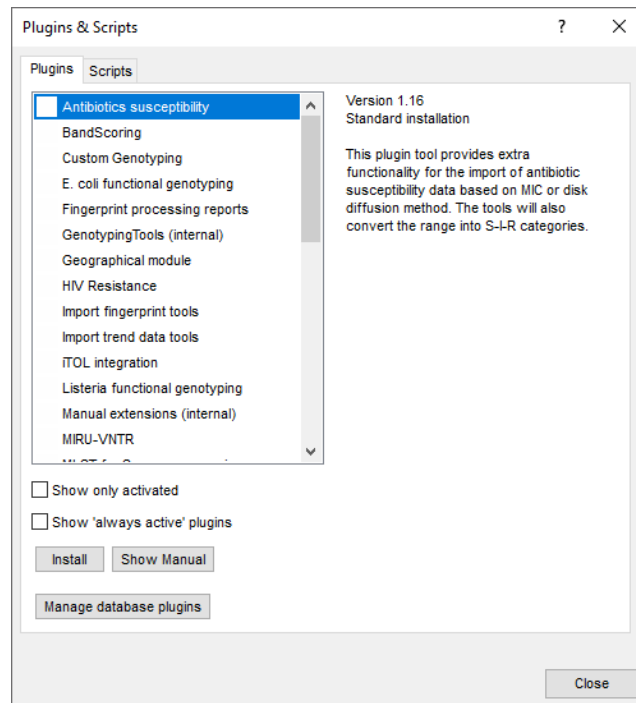 Plugins & Scripts
Plugins
Scripts
Antibiotics susceptibility
BandScoring
Custom Genotyping
E. coli functional genotyping
Fingerprint processing reports
GenotypingTools (internal)
Geographical module
HIV Resistance
Import fingerprint tools
Import trend data tools
iTOL integration
Listeria functional genotyping
Manual extensions (internal)
MIRU-VNTR
Version 1.16
Standard installation
This plugin tool provides extra
functionality for the import of antibiotic
susceptibility data based on MIC or disk
diffusion method. The tools will also
convert the range into S-I-R categories.
Show only activated
Show 'always active' plugins
Install
Show Manual
Manage database plugins
Close